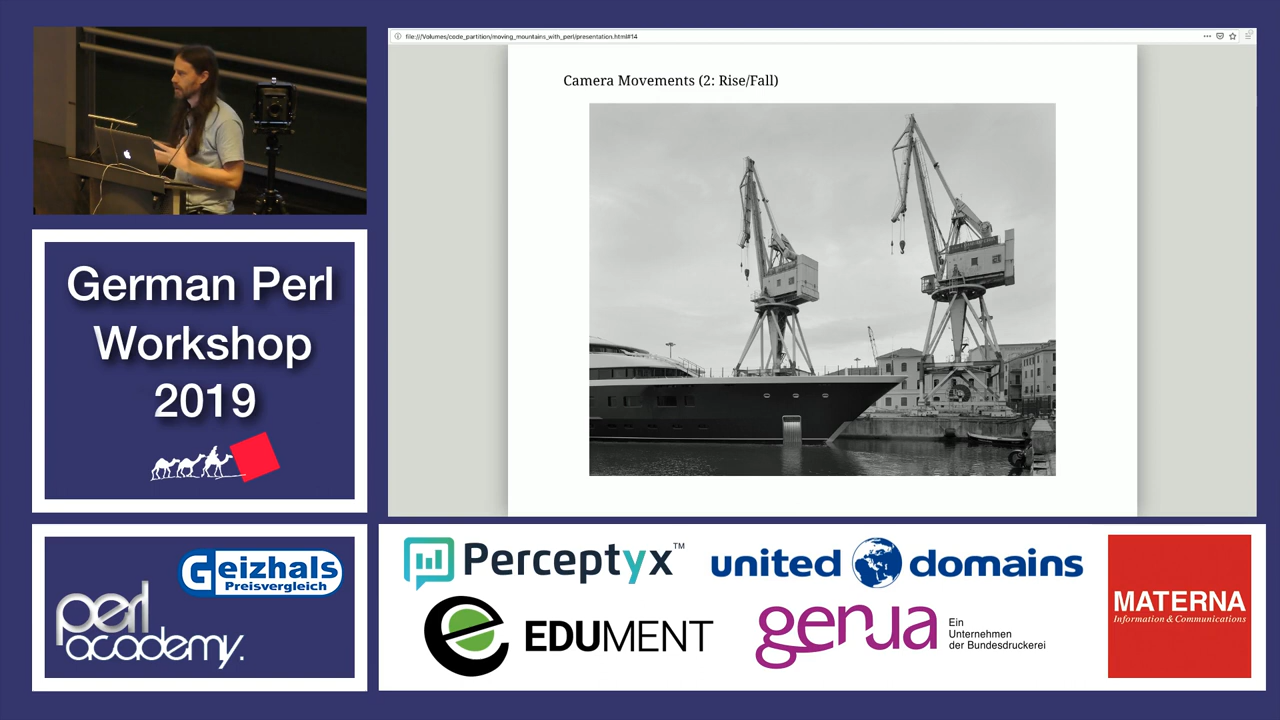 file:///Volumes/code_partition/moving_mountains_with_perl/presentation.html#14
Camera Movements (2: Rise/Fall)
German Perl
Workshop
2019
Geizhals
Preisvergleich
perl
academy.
Perceptyx™
united domains
EDUMENT
genua
Ein
Unternehmen
der Bundesdruckerei
MATERNA
Information & Communications